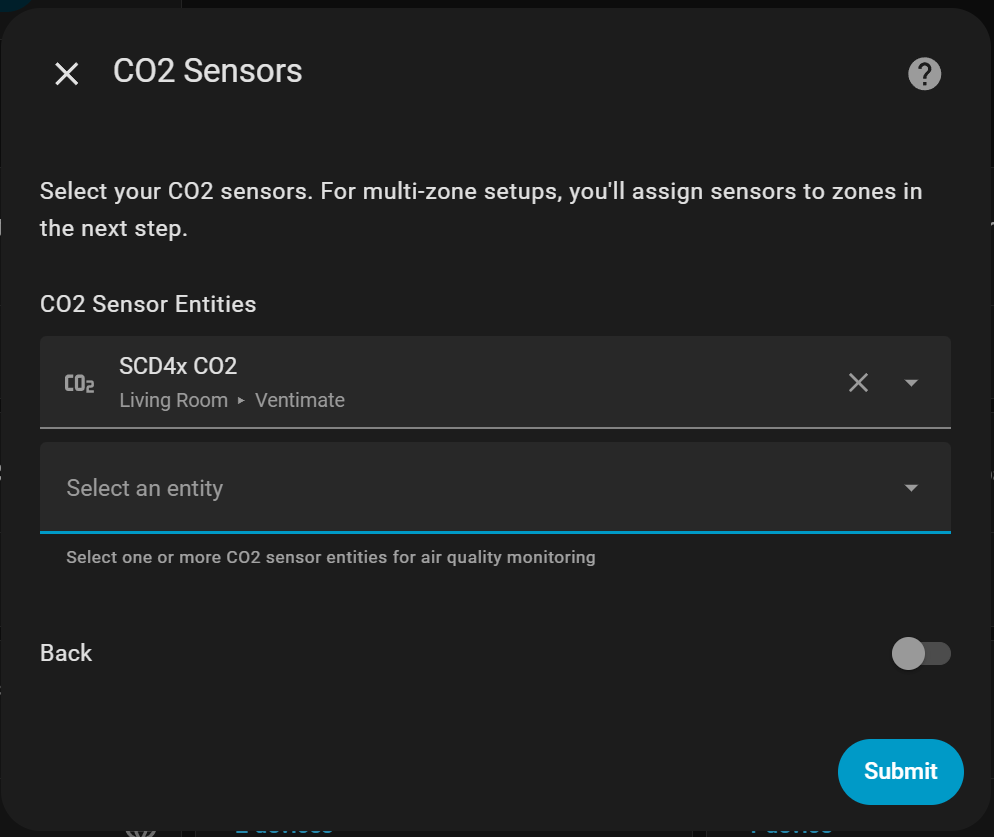 CO2 Sensors
Select your CO2 sensors. For multi-zone setups, you'll assign sensors to zones in
the next step.
CO2 Sensor Entities
CO2
SCD4x CO2
Living Room ▸ Ventimate
Select an entity
Select one or more CO2 sensor entities for air quality monitoring
Back
Submit